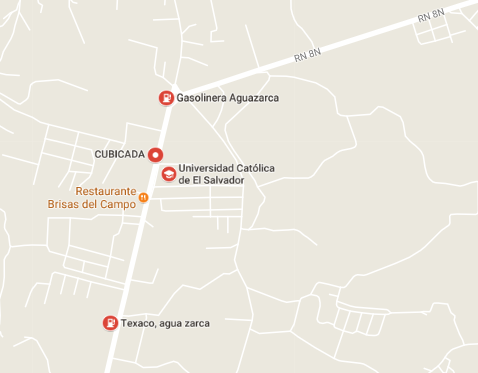 RN 8N
RN 8N
Gasolinera Aguazarca
CUBICADA
Universidad Católica
de El Salvador
Restaurante
Brisas del Campo
Texaco, agua zarca